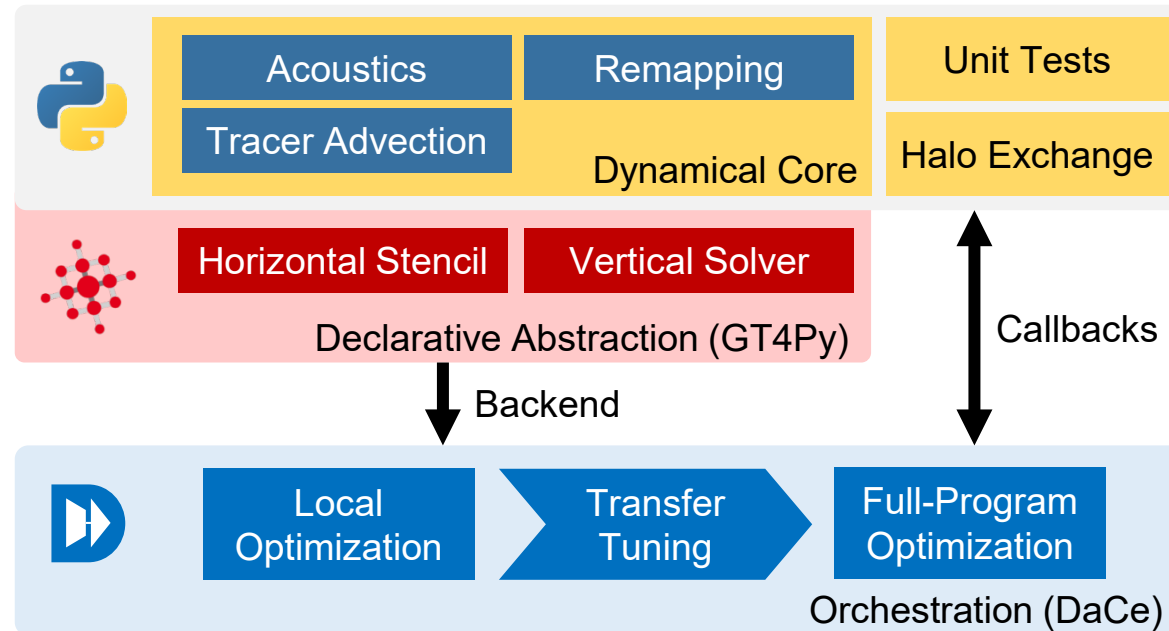 Acoustics
Remapping
Tracer Advection
Dynamical Core
Unit Tests
Halo Exchange
Horizontal Stencil
Vertical Solver
Declarative Abstraction (GT4Py)
Backend
Callbacks
Local
Optimization
Transfer
Tuning
Full-Program
Optimization
Orchestration (DaCe)